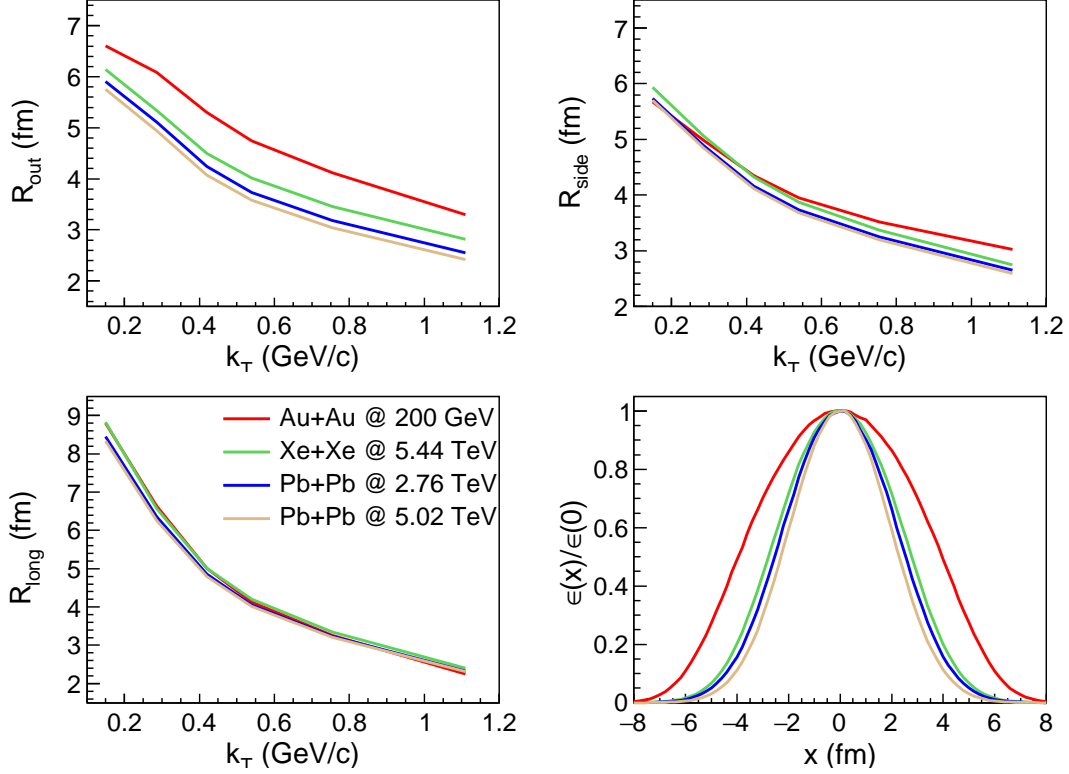 7
6
5
4
3
2
R_out (fm)
0.2 0.4 0.6 0.8 1 1.2
k_T (GeV/c)
7
6
5
4
3
2
R_side (fm)
0.2 0.4 0.6 0.8 1 1.2
k_T (GeV/c)
9
8
7
6
5
4
3
2
R_long (fm)
Au+Au @ 200 GeV
Xe+Xe @ 5.44 TeV
Pb+Pb @ 2.76 TeV
Pb+Pb @ 5.02 TeV
0.2 0.4 0.6 0.8 1 1.2
k_T (GeV/c)
1
0.8
0.6
0.4
0.2
0
ϵ(x)/ϵ(0)
−8 −6 −4 −2 0 2 4 6 8
x (fm)